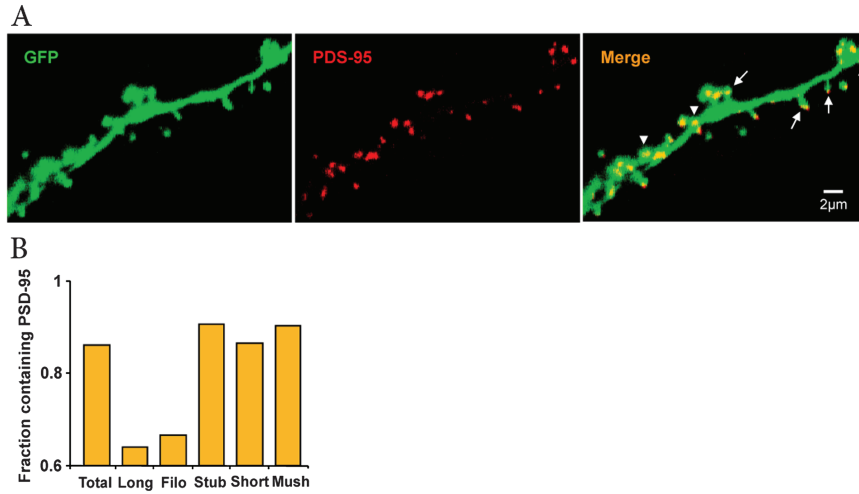 A
GFP
PDS-95
Merge
2μm
B
Fraction containing PSD-95
1
0.8
0.6
Total Long Filo Stub Short Mush